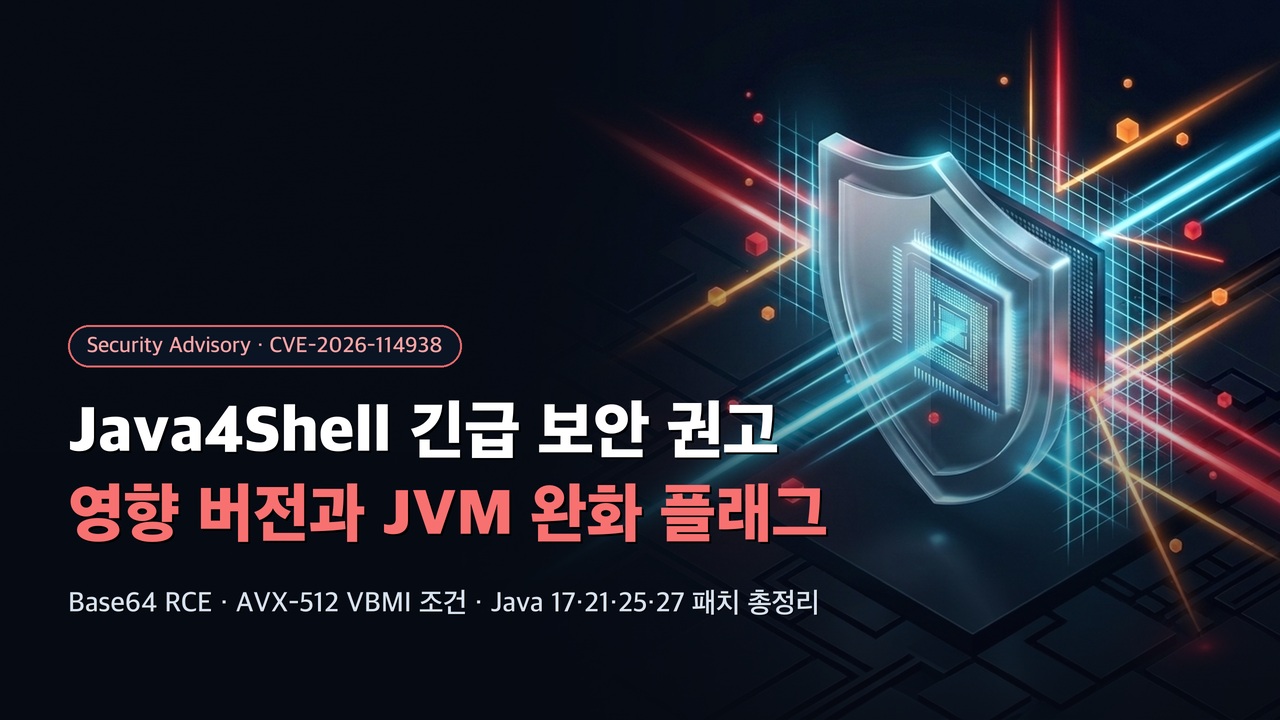 Security Advisory · CVE-2026-114938
Java4Shell 긴급 보안 권고
영향 버전과 JVM 완화 플래그
Base64 RCE · AVX-512 VBMI 조건 · Java 17·21·25·27 패치 총정리